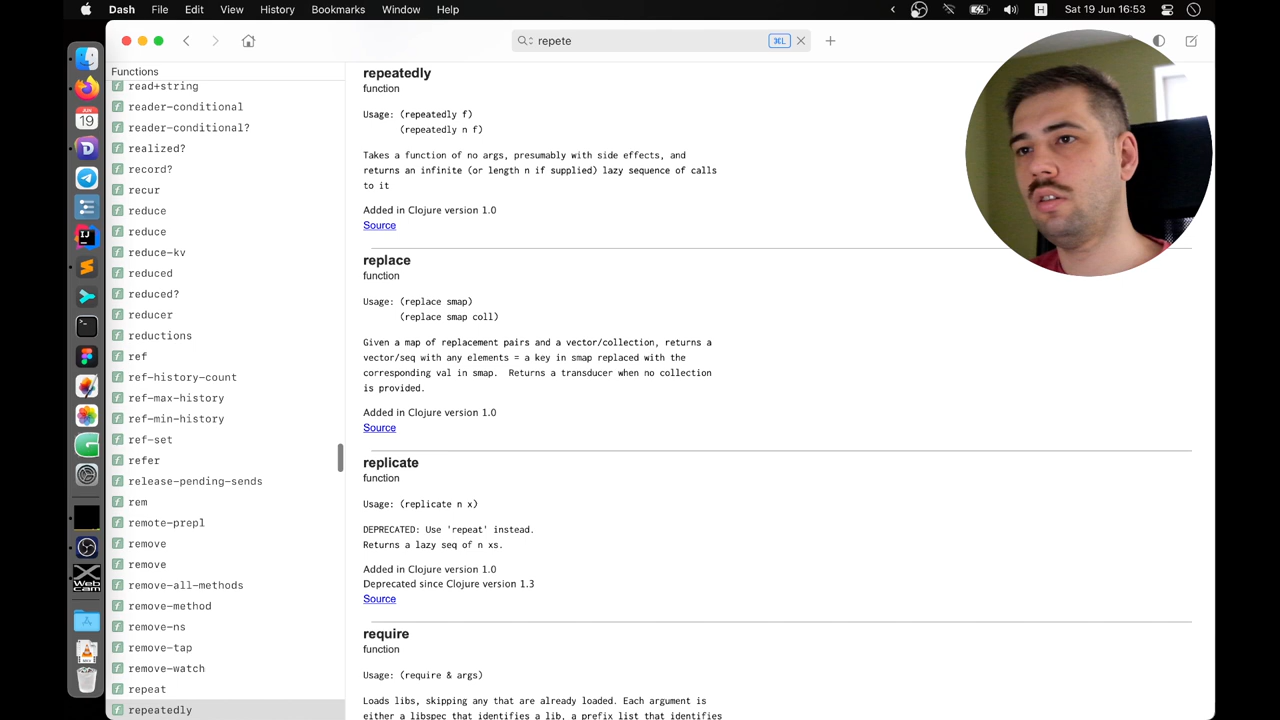 Dash File Edit View History Bookmarks Window Help H Sat 19 Jun 16:53
repete ⌘L
Functions
read+string
reader-conditional
reader-conditional?
realized?
record?
recur
reduce
reduce
reduce-kv
reduced
reduced?
reducer
reductions
ref
ref-history-count
ref-max-history
ref-min-history
ref-set
refer
release-pending-sends
rem
remote-prepl
remove
remove
remove-all-methods
remove-method
remove-ns
remove-tap
remove-watch
repeat
repeatedly
JUN
19
IJ
Web
cam
repeatedly
function
Usage: (repeatedly f)
(repeatedly n f)
Takes a function of no args, presumably with side effects, and
returns an infinite (or length n if supplied) lazy sequence of calls
to it
Added in Clojure version 1.0
Source
replace
function
Usage: (replace smap)
(replace smap coll)
Given a map of replacement pairs and a vector/collection, returns a
vector/seq with any elements = a key in smap replaced with the
corresponding val in smap.  Returns a transducer when no collection
is provided.
Added in Clojure version 1.0
Source
replicate
function
Usage: (replicate n x)
DEPRECATED: Use 'repeat' instead.
Returns a lazy seq of n xs.
Added in Clojure version 1.0
Deprecated since Clojure version 1.3
Source
require
function
Usage: (require & args)
Loads libs, skipping any that are already loaded. Each argument is
either a libspec that identifies a lib, a prefix list that identifies